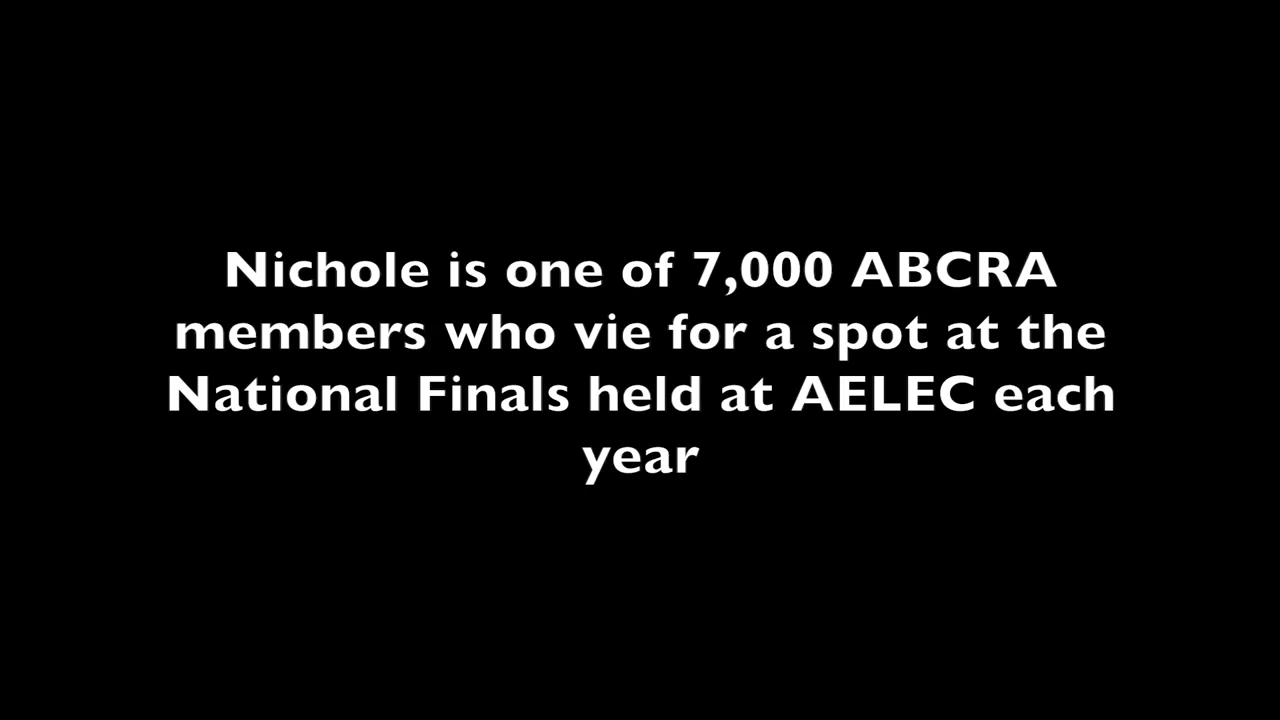 Nichole is one of 7,000 ABCRA
members who vie for a spot at the
National Finals held at AELEC each
year